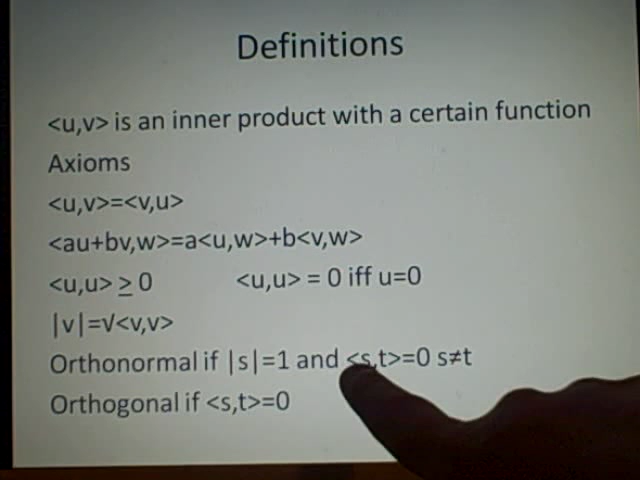 Definitions
<u,v> is an inner product with a certain function
Axioms
<u,v>=<v,u>
<au+bv,w>=a<u,w>+b<v,w>
<u,u> ≥ 0 <u,u> = 0 iff u=0
|v|=√<v,v>
Orthonormal if |s|=1 and <s,t>=0 s≠t
Orthogonal if <s,t>=0